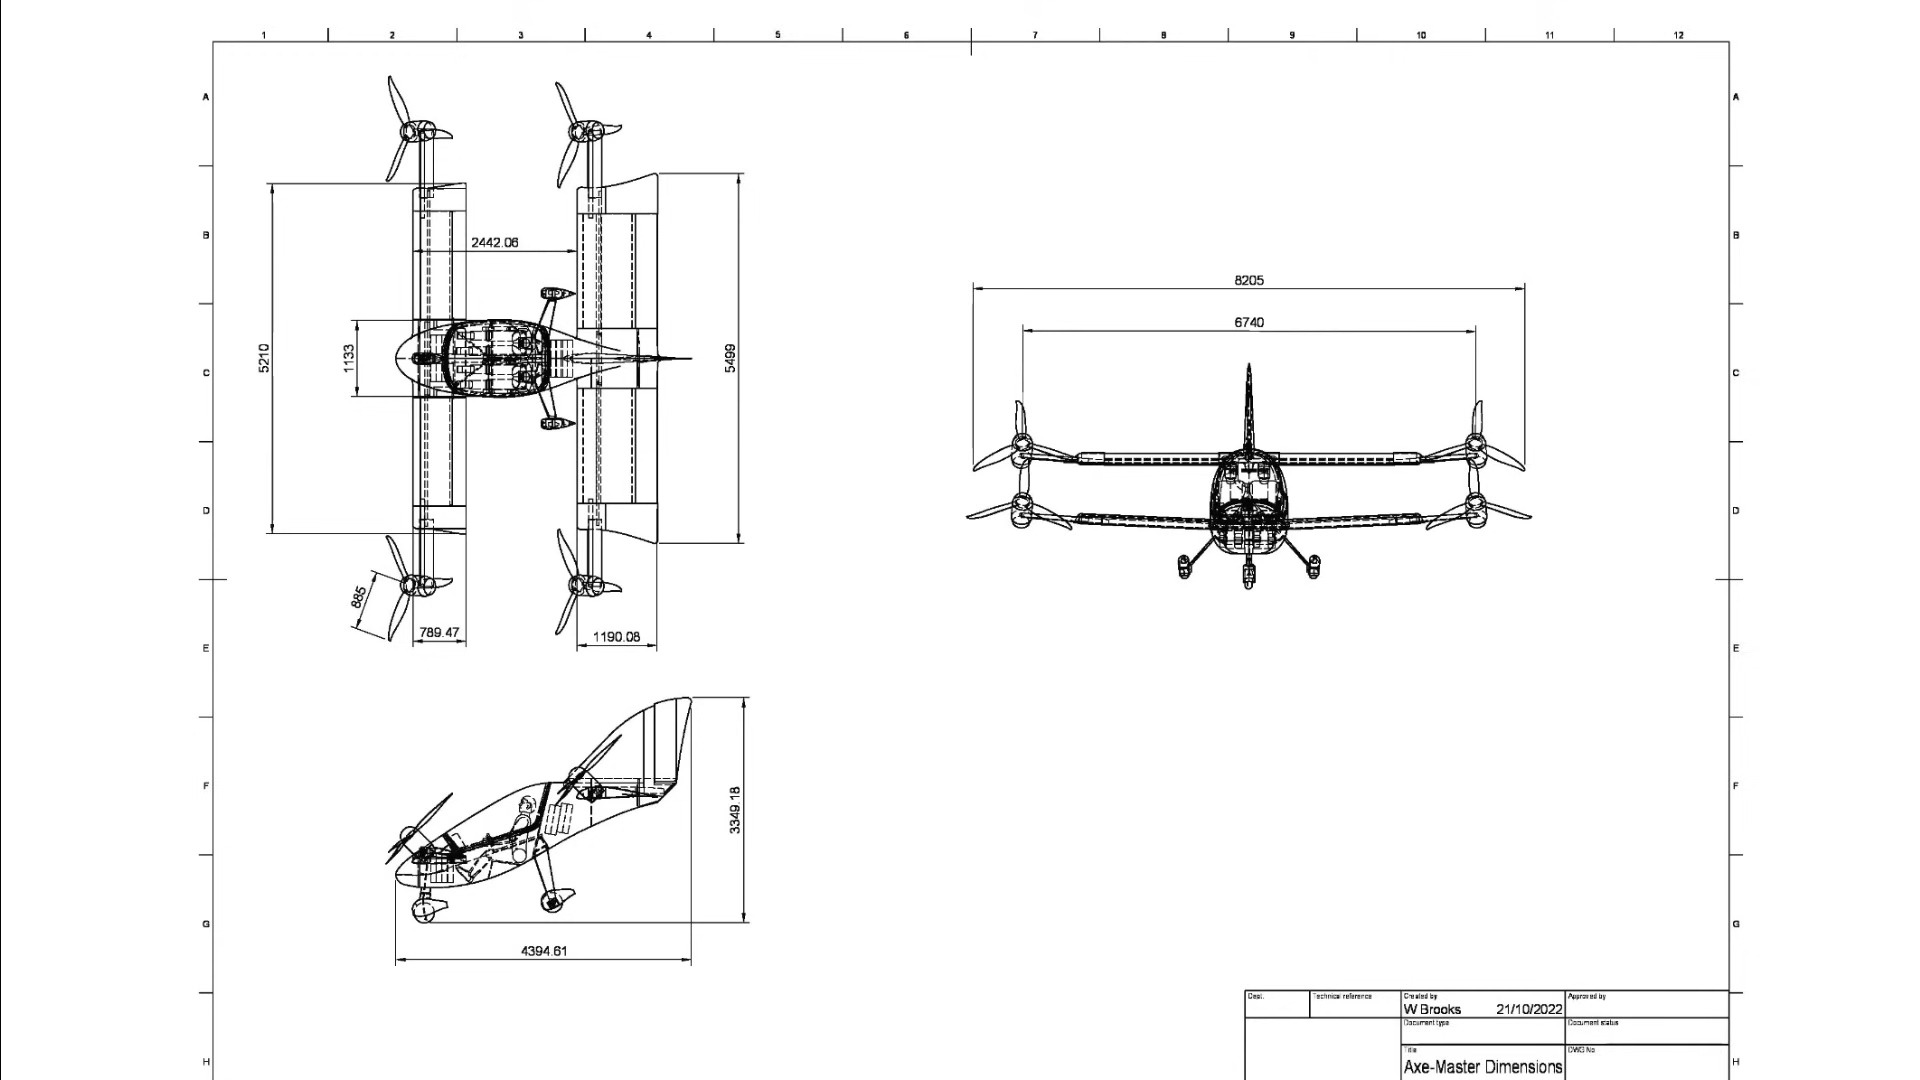 1 2 3 4 5 6 7 8 9 10 11 12
A A
B B
C C
D D
E E
F F
G G
H H
2442.06
5210
1133
5499
885
789.47
1190.08
8205
6740
3349.18
4394.61
Dept. Technical reference Created by Approved by
W Brooks 21/10/2022
Document type Document status
Title DWG No
Axe-Master Dimensions